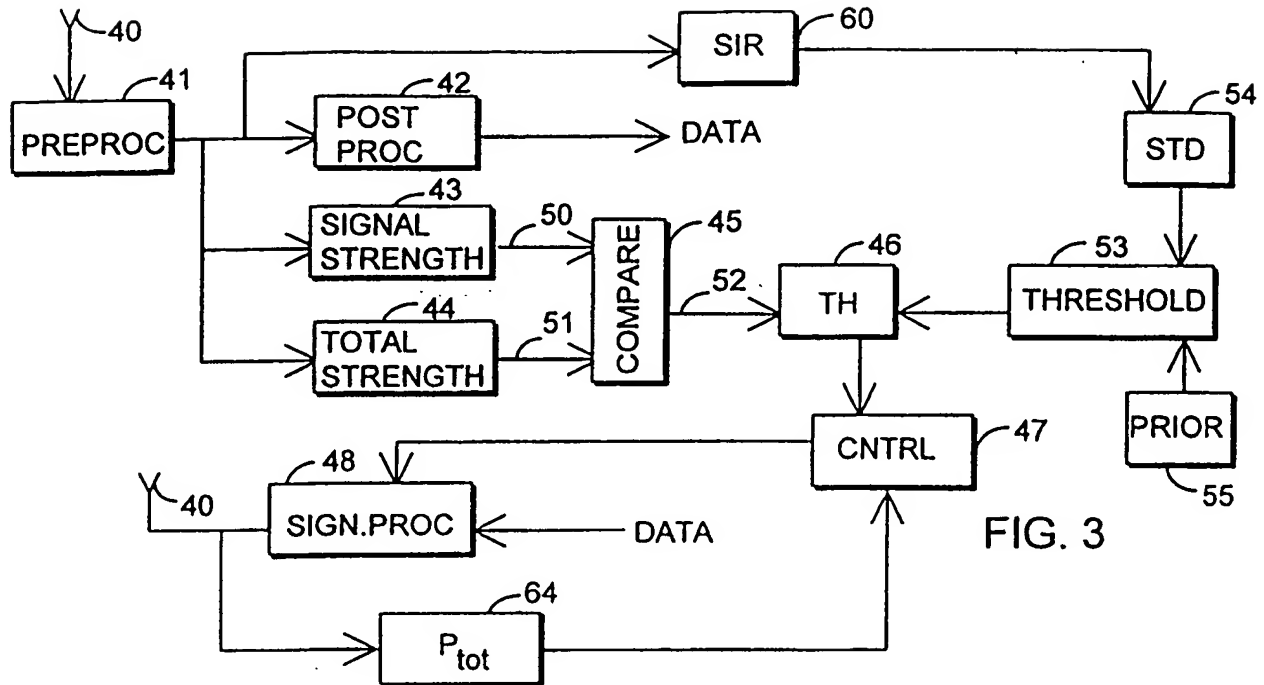 40
60
SIR
41
42
54
PREPROC
POST
PROC
DATA
STD
43
50
45
SIGNAL
STRENGTH
COMPARE
46
53
52
TH
THRESHOLD
44
51
TOTAL
STRENGTH
CNTRL
47
PRIOR
55
48
40
SIGN.PROC
DATA
FIG. 3
64
Ptot